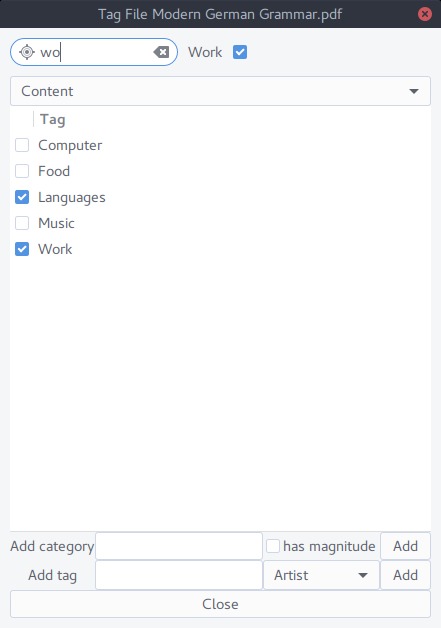 Tag File Modern German Grammar.pdf
wo Work
Content
Tag
Computer
Food
Languages
Music
Work
Add category has magnitude Add
Add tag Artist Add
Close